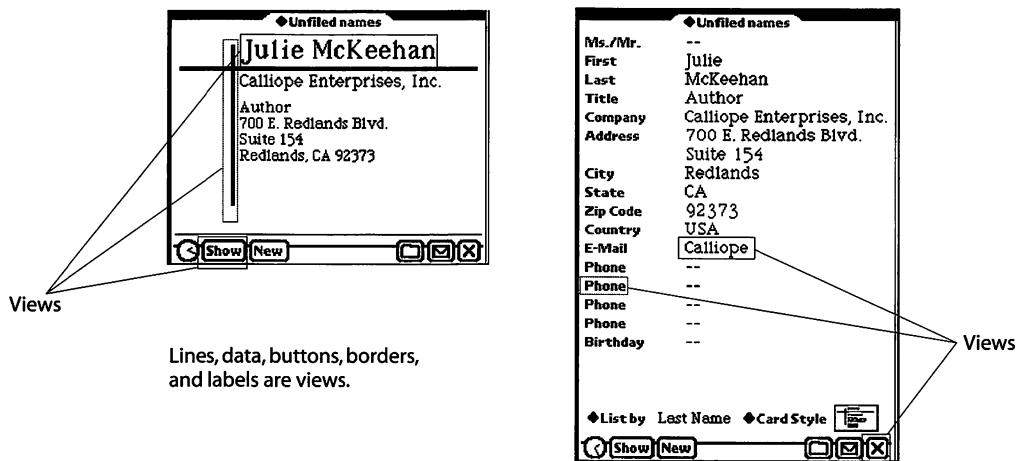 ◆Unfiled names
Julie McKeehan
Calliope Enterprises, Inc.
Author
700 E. Redlands Blvd.
Suite 154
Redlands, CA 92373
Show New
Views
Lines, data, buttons, borders,
and labels are views.
◆Unfiled names
Ms./Mr. --
First Julie
Last McKeehan
Title Author
Company Calliope Enterprises, Inc.
Address 700 E. Redlands Blvd.
Suite 154
City Redlands
State CA
Zip Code 92373
Country USA
E-Mail Calliope
Phone --
Phone --
Phone --
Phone --
Birthday --
Views
◆List by Last Name ◆Card Style
Show New